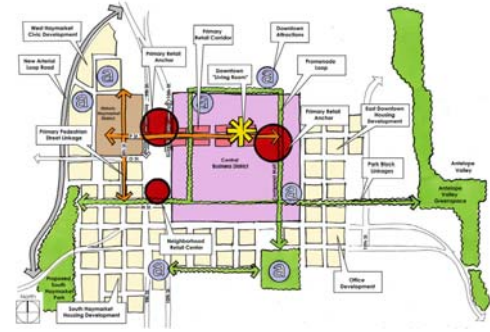 West Haymarket
Civic Development
New Arterial
Loop Road
Primary Retail
Anchor
Primary
Retail Corridor
Downtown
Attractions
Downtown
"Living Room"
Promenade
Loop
Primary Retail
Anchor
East Downtown
Housing
Development
Historic
Haymarket
District
Primary Pedestrian
Street Linkage
Central
Business District
Park Block
Linkages
Antelope
Valley
Antelope Valley
Greenspace
Neighborhood
Retail Center
Office
Development
Proposed
South
Haymarket
Park
South Haymarket
Housing Development
NORTH